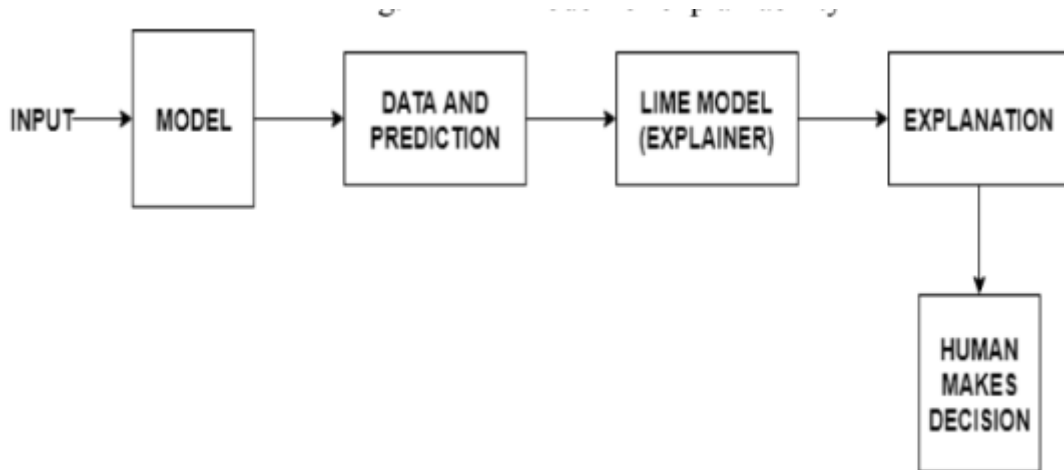 INPUT
MODEL
DATA AND
PREDICTION
LIME MODEL
(EXPLAINER)
EXPLANATION
HUMAN
MAKES
DECISION